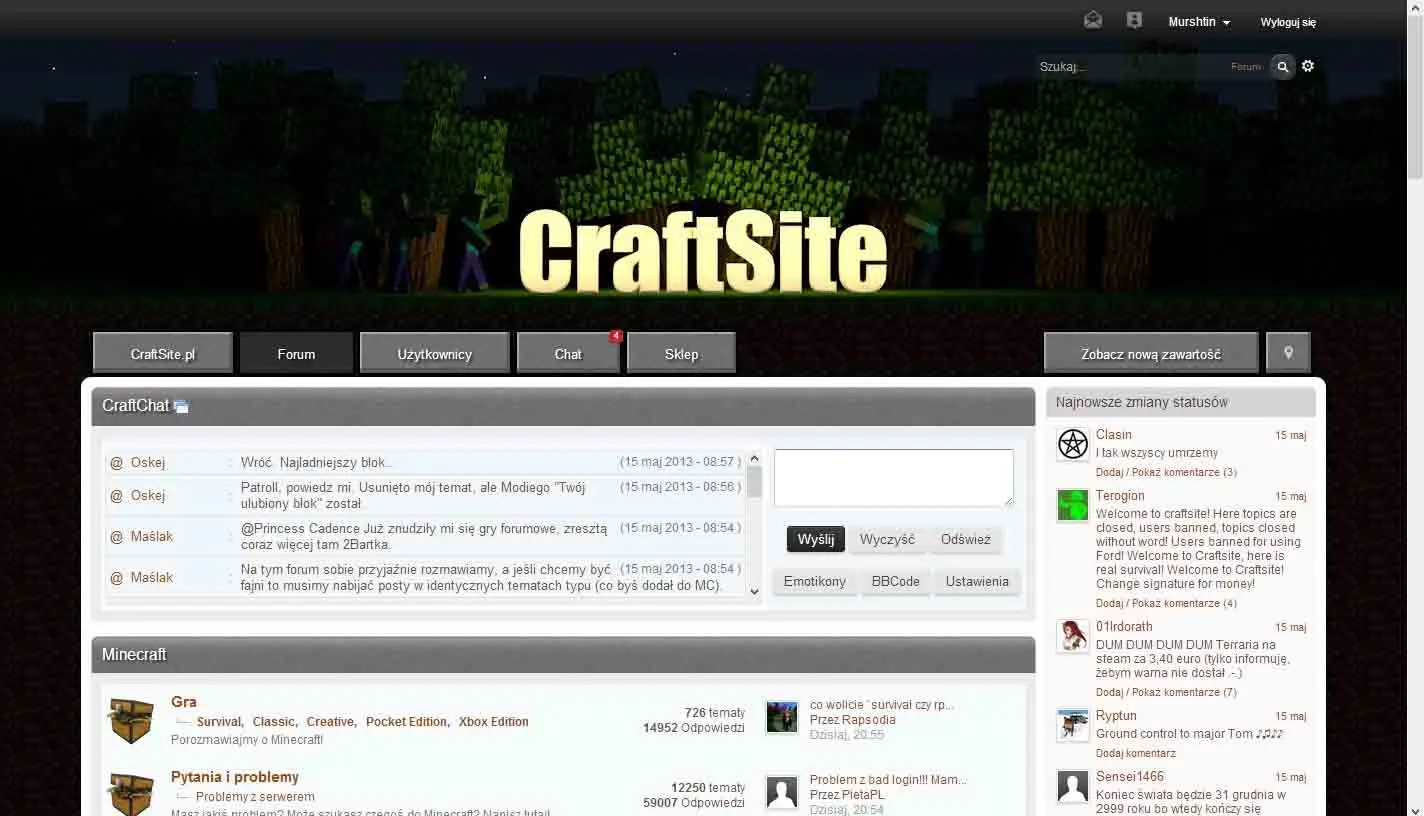 Murshtin
Wyloguj się
Szukaj...
Forum
CraftSite
CraftSite.pl
Forum
Użytkownicy
Chat
4
Sklep
Zobacz nową zawartość
CraftChat
@ Oskej : Wróć. Najladniejszy blok... (15 maj 2013 - 08:57 )
@ Oskej : Patroll, powiedz mi. Usunięto mój temat, ale Modiego "Twój (15 maj 2013 - 08:56 )
ulubiony blok" został.
@ Maślak : @Princess Cadence Już znudziły mi się gry forumowe, zresztą (15 maj 2013 - 08:54 )
coraz więcej tam 2Bartka.
@ Maślak : Na tym forum sobie przyjaźnie rozmawiamy, a jeśli chcemy być (15 maj 2013 - 08:54 )
fajni to musimy nabijać posty w identycznych tematach typu (co byś dodał do MC).
Wyślij
Wyczyść
Odśwież
Emotikony
BBCode
Ustawienia
Minecraft
Gra
Survival, Classic, Creative, Pocket Edition, Xbox Edition
Porozmawiajmy o Minecraft!
726 tematy
14952 Odpowiedzi
co wolicie `survival czy rp...
Przez Rapsodia
Dzisiaj, 20:55
Pytania i problemy
Problemy z serwerem
Masz jakiś problem? Może szukasz czegoś do Minecraft? Napisz tutaj!
12250 tematy
59007 Odpowiedzi
Problem z bad login!!! Mam...
Przez PietaPL
Dzisiaj, 20:54
Najnowsze zmiany statusów
Clasin 15 maj
I tak wszyscy umrzemy
Dodaj / Pokaż komentarze (3)
Terogion 15 maj
Welcome to craftsite! Here topics are
closed, users banned, topics closed
without word! Users banned for using
Ford! Welcome to Craftsite, here is
real survival! Welcome to Craftsite!
Change signature for money!
Dodaj / Pokaż komentarze (4)
01lrdorath 15 maj
DUM DUM DUM DUM Terraria na
steam za 3,40 euro (tylko informuję,
żebym warna nie dostał .-.)
Dodaj / Pokaż komentarze (7)
Ryptun 15 maj
Ground control to major Tom ♫♫♫
Dodaj komentarz
Sensei1466 15 maj
Koniec świata będzie 31 grudnia w
2999 roku bo wtedy kończy się